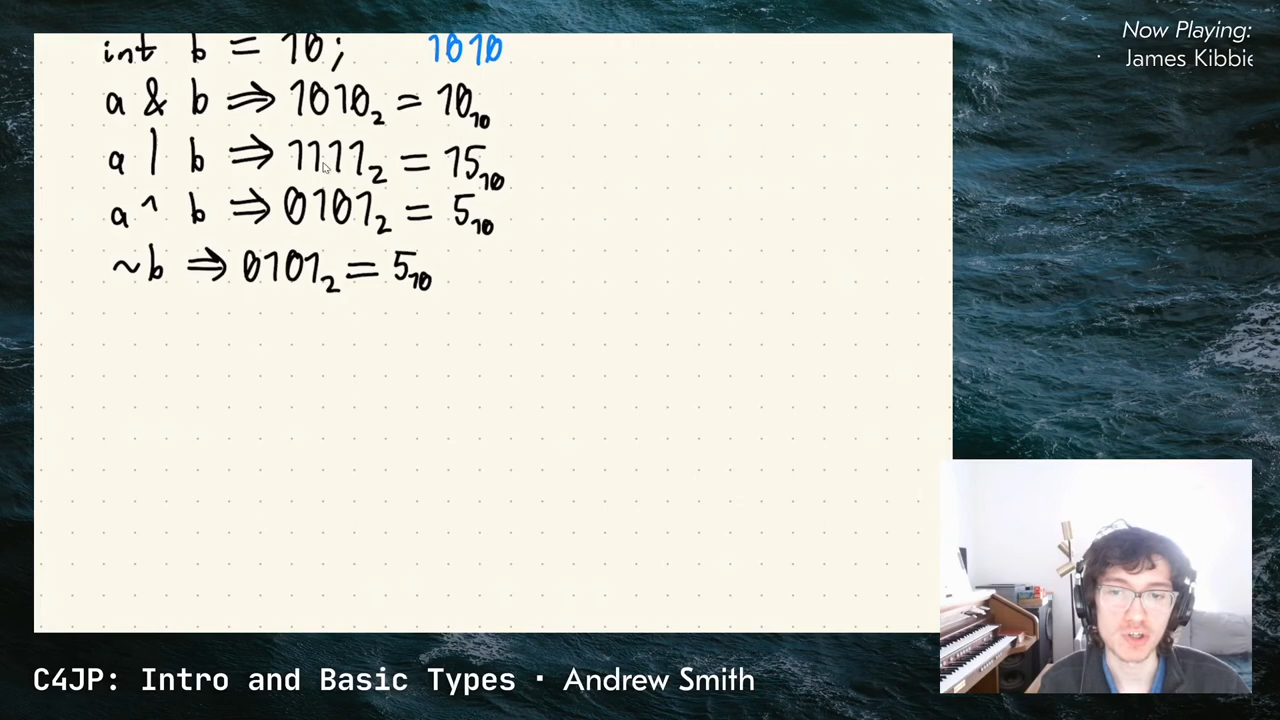 Now Playing:
· James Kibbie
int b = 10; 1010
a & b ⇒ 1010₂ = 10₁₀
a | b ⇒ 1111₂ = 15₁₀
a ^ b ⇒ 0101₂ = 5₁₀
~b ⇒ 0101₂ = 5₁₀
C4JP: Intro and Basic Types · Andrew Smith